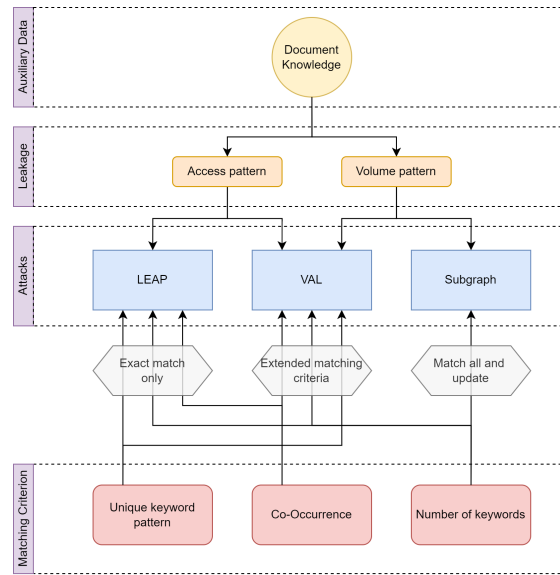 Auxiliary Data
Document
Knowledge
Leakage
Access pattern
Volume pattern
Attacks
LEAP
VAL
Subgraph
Exact match
only
Extended matching
criteria
Match all and
update
Matching Criterion
Unique keyword
pattern
Co-Occurrence
Number of keywords